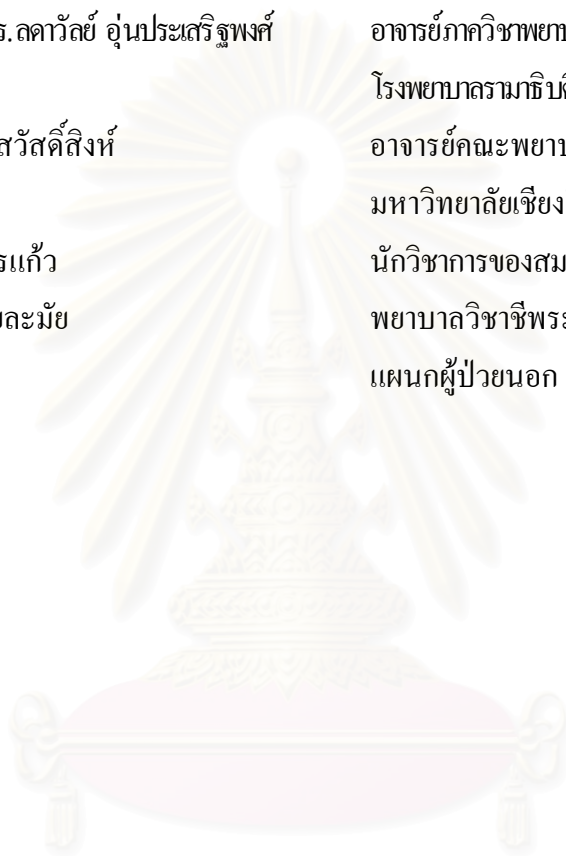 ร.ลดาวัลย์ อุ่นประเสริฐพงศ์ อาจารย์ภาควิชาพยาบ
โรงพยาบาลรามาธิบดี
สวัสดิ์สิงห์ อาจารย์คณะพยาบ
มหาวิทยาลัยเชียง
รแก้ว นักวิชาการของสม
ละมัย พยาบาลวิชาชีพระ
แผนกผู้ป่วยนอก